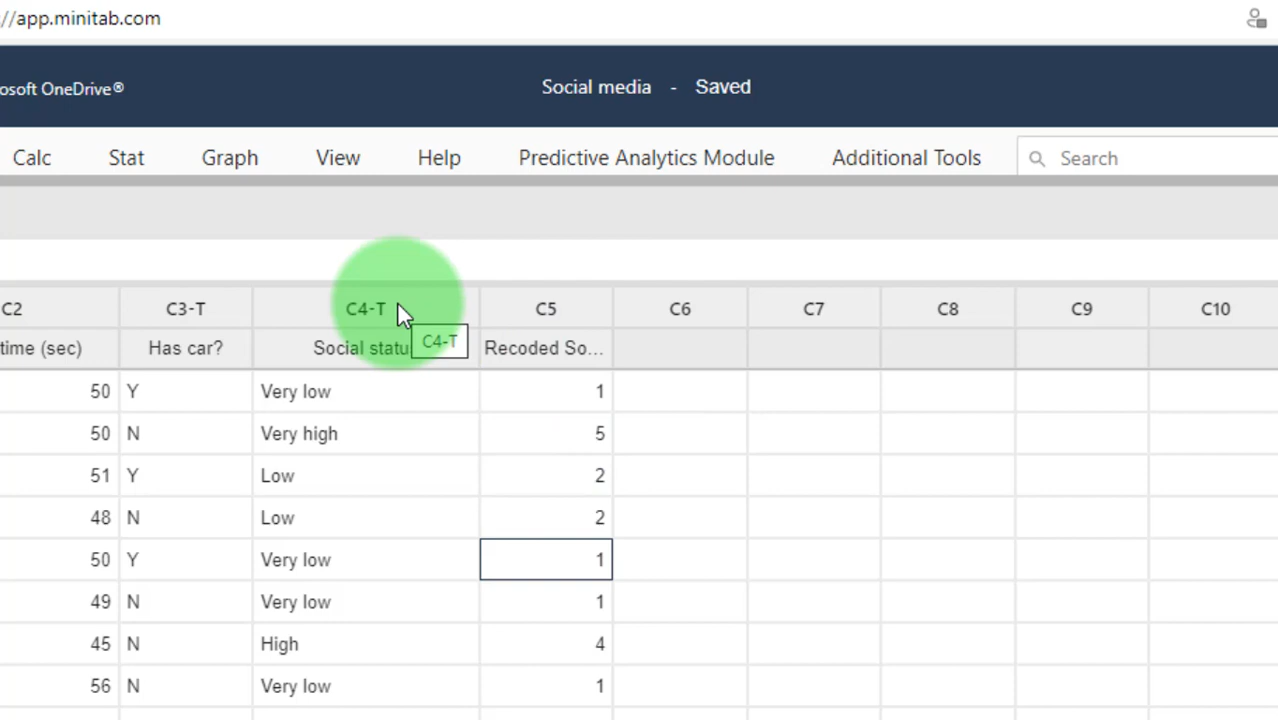 //app.minitab.com
osoft OneDrive®
Social media - Saved
Calc Stat Graph View Help Predictive Analytics Module Additional Tools Search
C2 C3-T C4-T C5 C6 C7 C8 C9 C10
time (sec) Has car? Social statu C4-T Recoded So...
50 Y Very low 1
50 N Very high 5
51 Y Low 2
48 N Low 2
50 Y Very low 1
49 N Very low 1
45 N High 4
56 N Very low 1